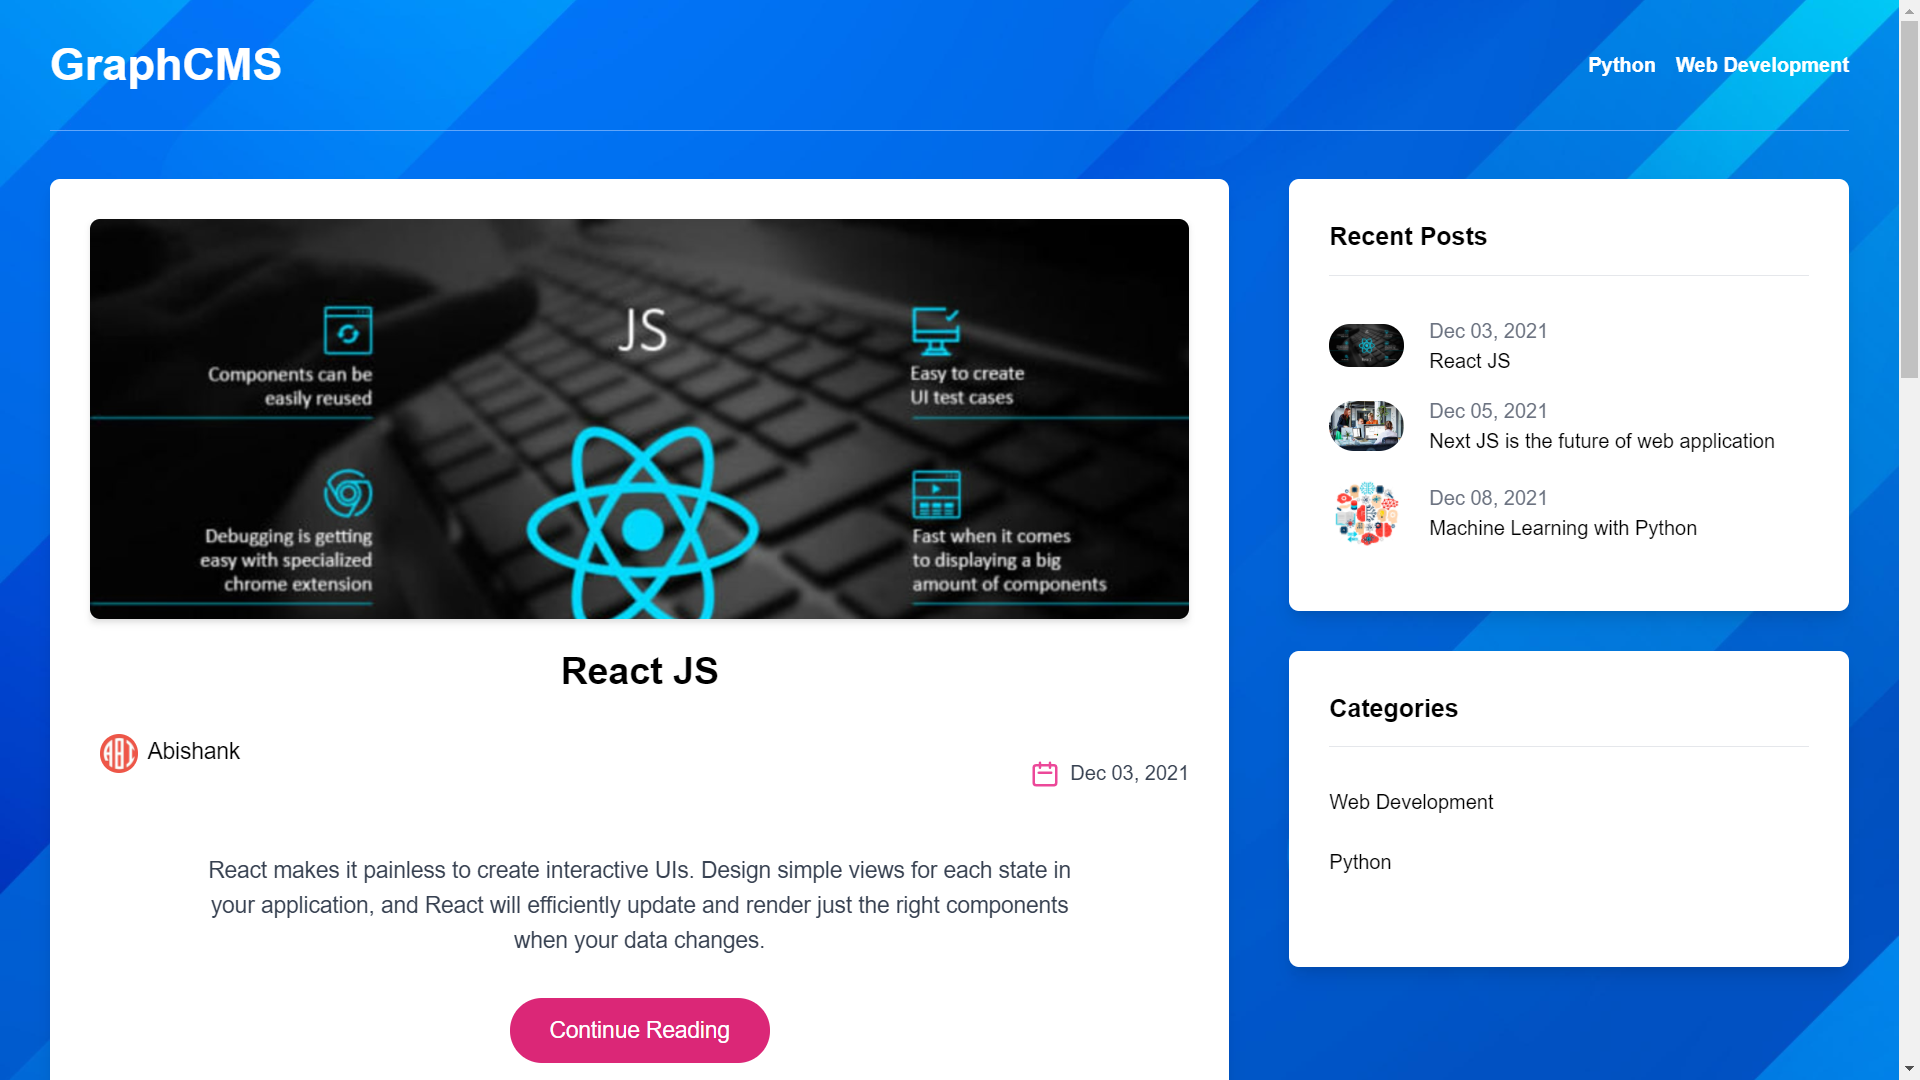 GraphCMS
Python Web Development
JS
Components can be
easily reused
Easy to create
UI test cases
Debugging is getting
easy with specialized
chrome extension
Fast when it comes
to displaying a big
amount of components
React JS
ABI Abishank
Dec 03, 2021
React makes it painless to create interactive UIs. Design simple views for each state in
your application, and React will efficiently update and render just the right components
when your data changes.
Continue Reading
Recent Posts
Dec 03, 2021
React JS
Dec 05, 2021
Next JS is the future of web application
Dec 08, 2021
Machine Learning with Python
Categories
Web Development
Python